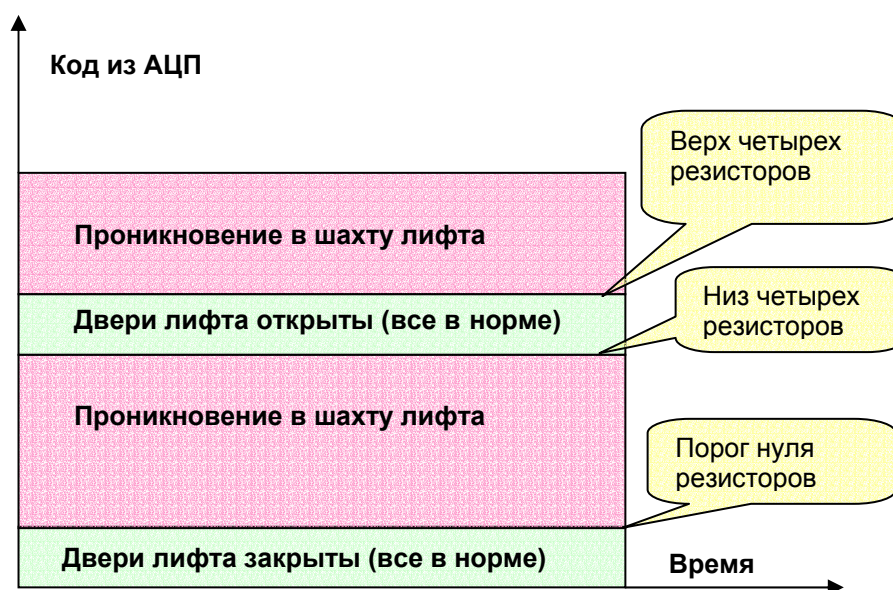 Код из АЦП
Верх четырех
резисторов
Проникновение в шахту лифта
Двери лифта открыты (все в норме)
Низ четырех
резисторов
Проникновение в шахту лифта
Порог нуля
резисторов
Двери лифта закрыты (все в норме)
Время